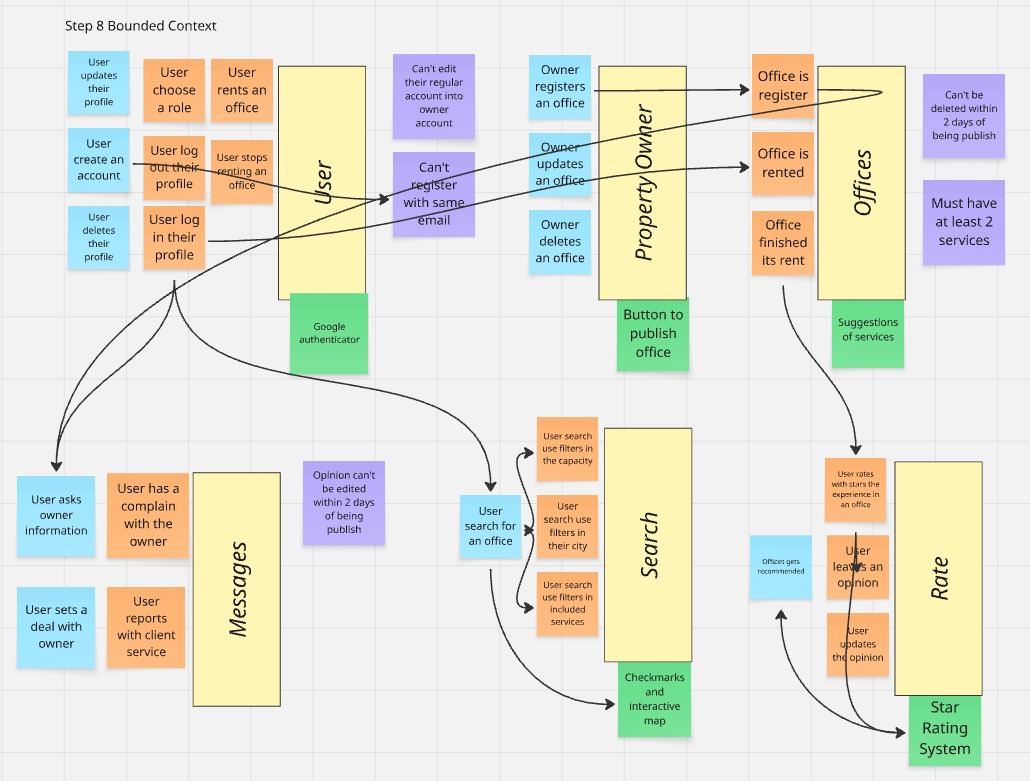 Step 8 Bounded Context
User
updates
their
profile
User
choose
a role
User
rents an
office
User
create an
account
User log
out their
profile
User stops
renting an
office
User
deletes
their
profile
User log
in their
profile
User
Google
authenticator
Can't edit
their regular
account into
owner
account
Can't
register
with same
email
Owner
registers
an office
Owner
updates
an office
Owner
deletes
an office
Property Owner
Button to
publish
office
Office is
register
Office is
rented
Office
finished
its rent
Offices
Suggestions
of services
Can't be
deleted within
2 days of
being publish
Must have
at least 2
services
User asks
owner
information
User has a
complain
with the
owner
User sets a
deal with
owner
User
reports
with client
service
Messages
Opinion can't
be edited
within 2 days
of being
publish
User
search for
an office
User search
use filters in
the capacity
User
search use
filters in
their city
User search
use filters in
included
services
Search
Checkmarks
and
interactive
map
Offices gets
recommended
User rates
with stars the
experience in
an office
User
leaves an
opinion
User
updates
the opinion
Rate
Star
Rating
System